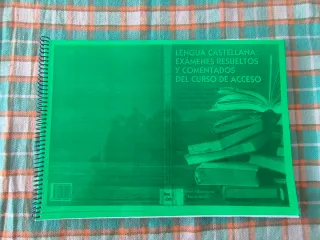 LENGUA CASTELLANA
EXÁMENES RESUELTOS
Y COMENTADOS
DEL CURSO DE ACCESO